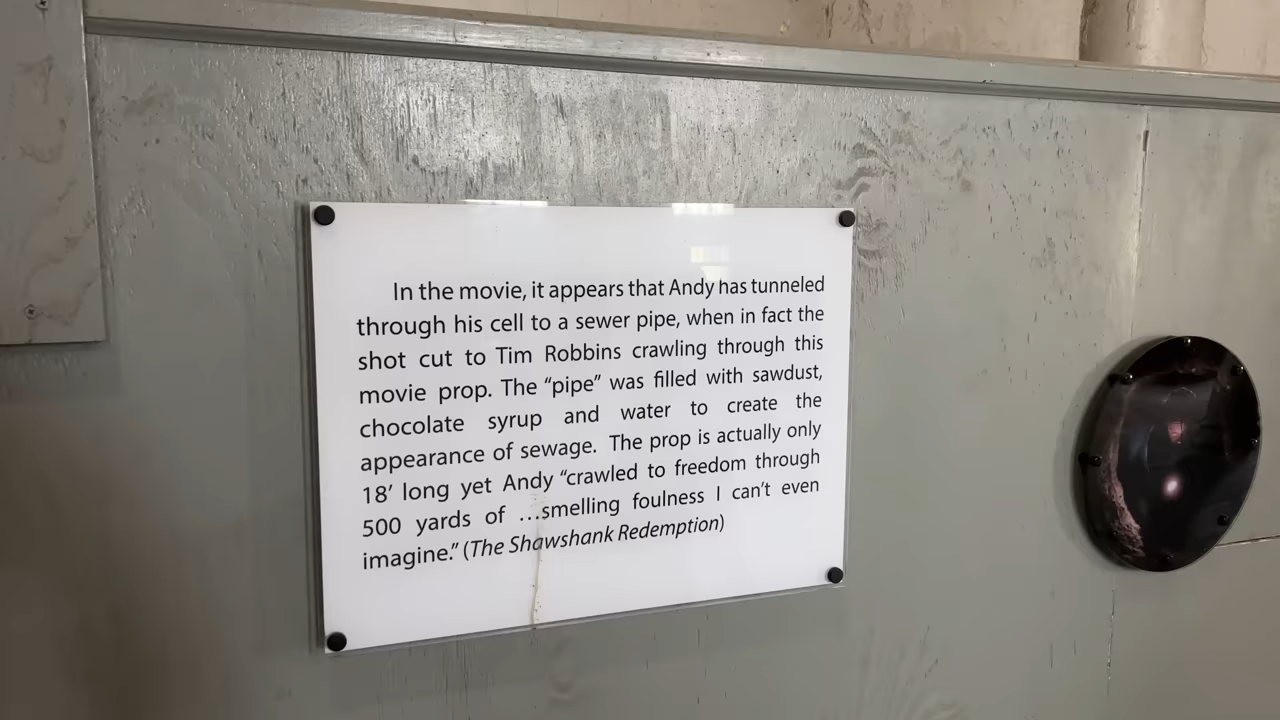 In the movie, it appears that Andy has tunneled
through his cell to a sewer pipe, when in fact the
shot cut to Tim Robbins crawling through this
movie prop. The “pipe” was filled with sawdust,
chocolate syrup and water to create the
appearance of sewage. The prop is actually only
18’ long yet Andy “crawled to freedom through
500 yards of …smelling foulness I can’t even
imagine.” (The Shawshank Redemption)